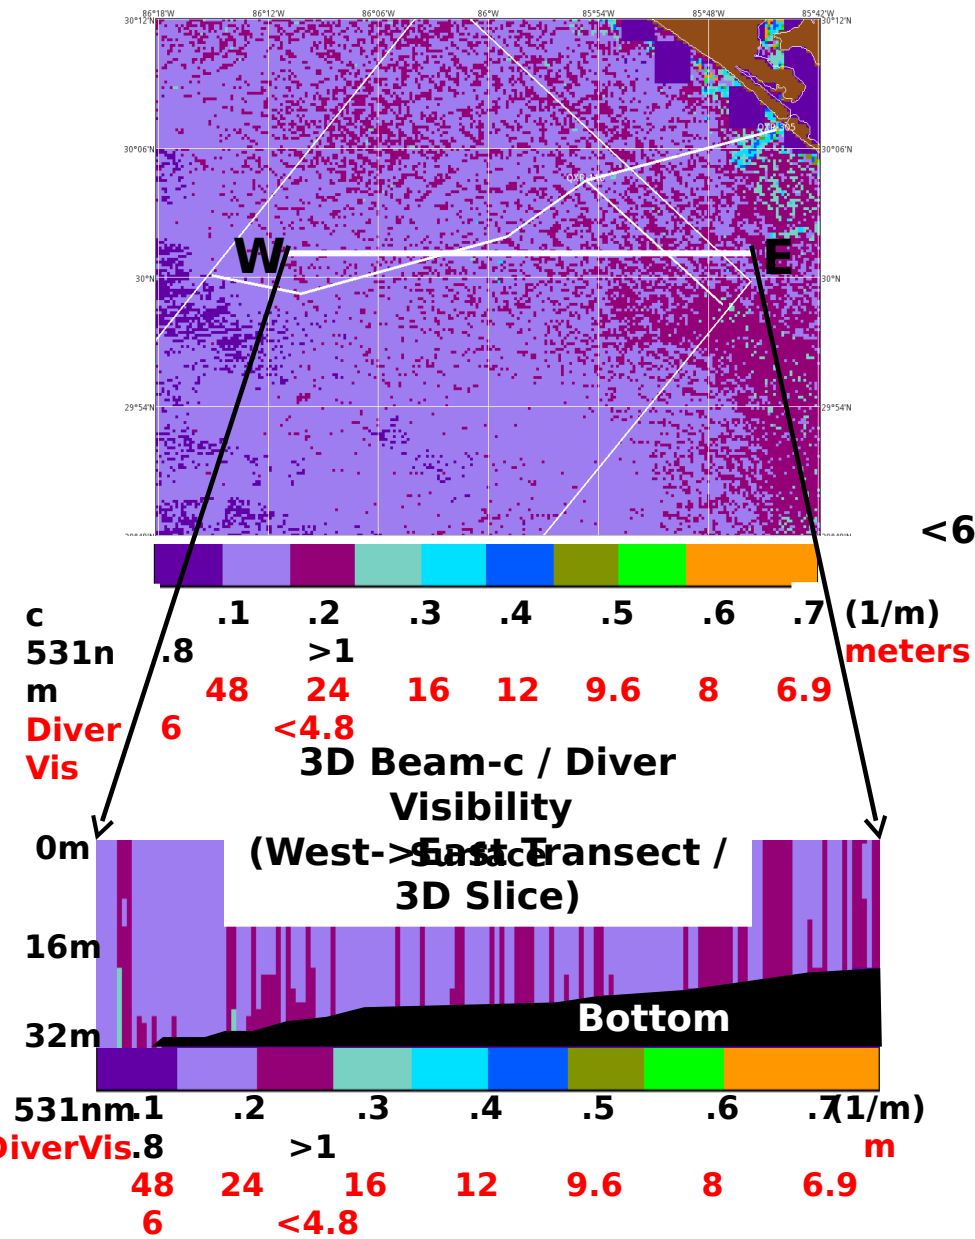 86°18'W 86°12'W 86°06'W 86°W 85°54'W 85°48'W 85°42'W
30°12'N 30°12'N
30°06'N 30°06'N
W E
30°N 30°N
29°54'N 29°54'N
<6
c .1 .2 .3 .4 .5 .6 .7 (1/m)
531n .8 >1 meters
m 48 24 16 12 9.6 8 6.9
Diver 6 <4.8
Vis
3D Beam-c / Diver
Visibility
Surface
(West->East Transect /
3D Slice)
0m
16m
32m
Bottom
531nm .1 .2 .3 .4 .5 .6 .7 (1/m)
DiverVis .8 >1 m
48 24 16 12 9.6 8 6.9
6 <4.8